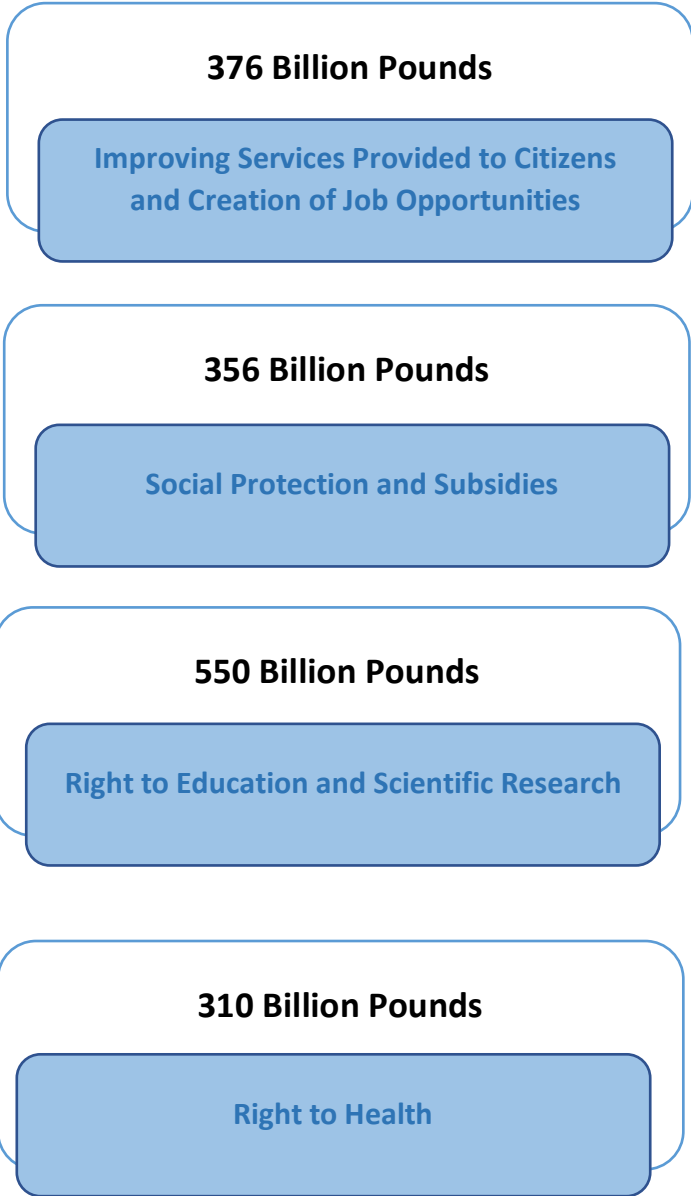 376 Billion Pounds
Improving Services Provided to Citizens
and Creation of Job Opportunities
356 Billion Pounds
Social Protection and Subsidies
550 Billion Pounds
Right to Education and Scientific Research
310 Billion Pounds
Right to Health